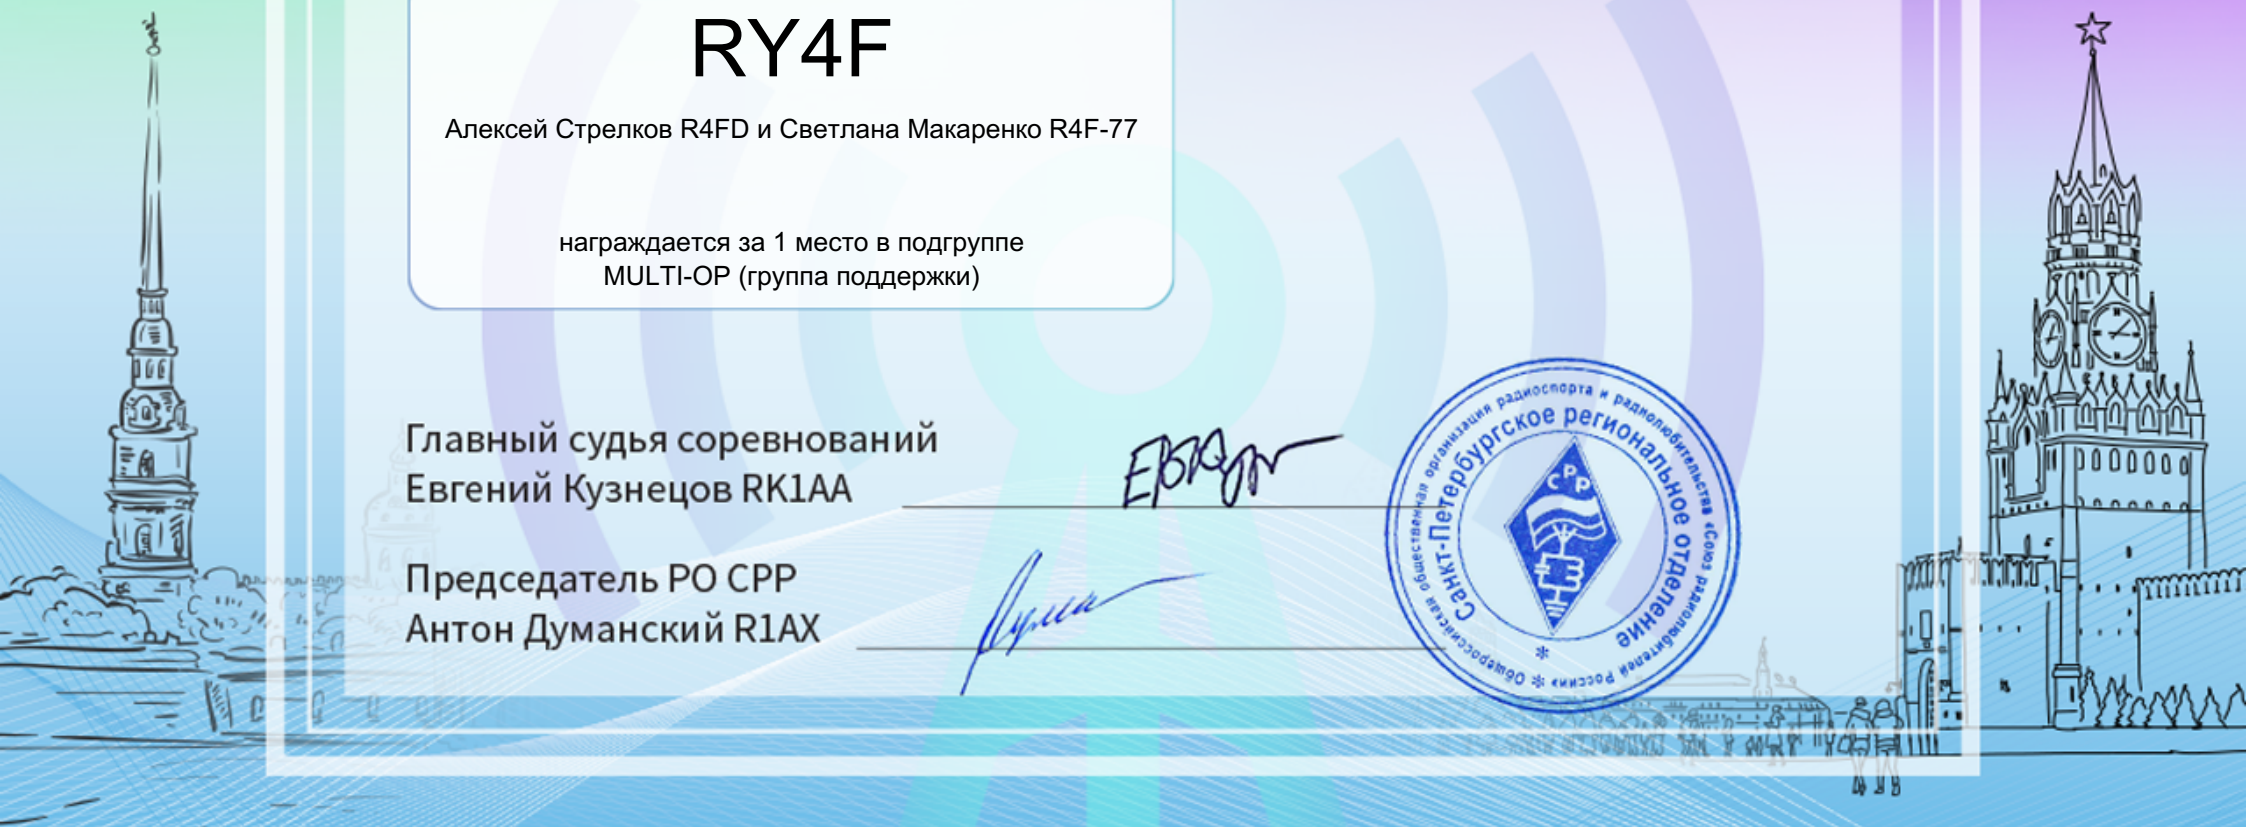 RY4F
Алексей Стрелков R4FD и Светлана Макаренко R4F-77
награждается за 1 место в подгруппе
MULTI-OP (группа поддержки)
Главный судья соревнований
Евгений Кузнецов RK1AA
Председатель РО СРР
Антон Думанский R1AX
Общероссийская общественная организация радиоспорта и радиолюбительства «Союз радиолюбителей России»
Санкт-Петербургское региональное отделение
СРР